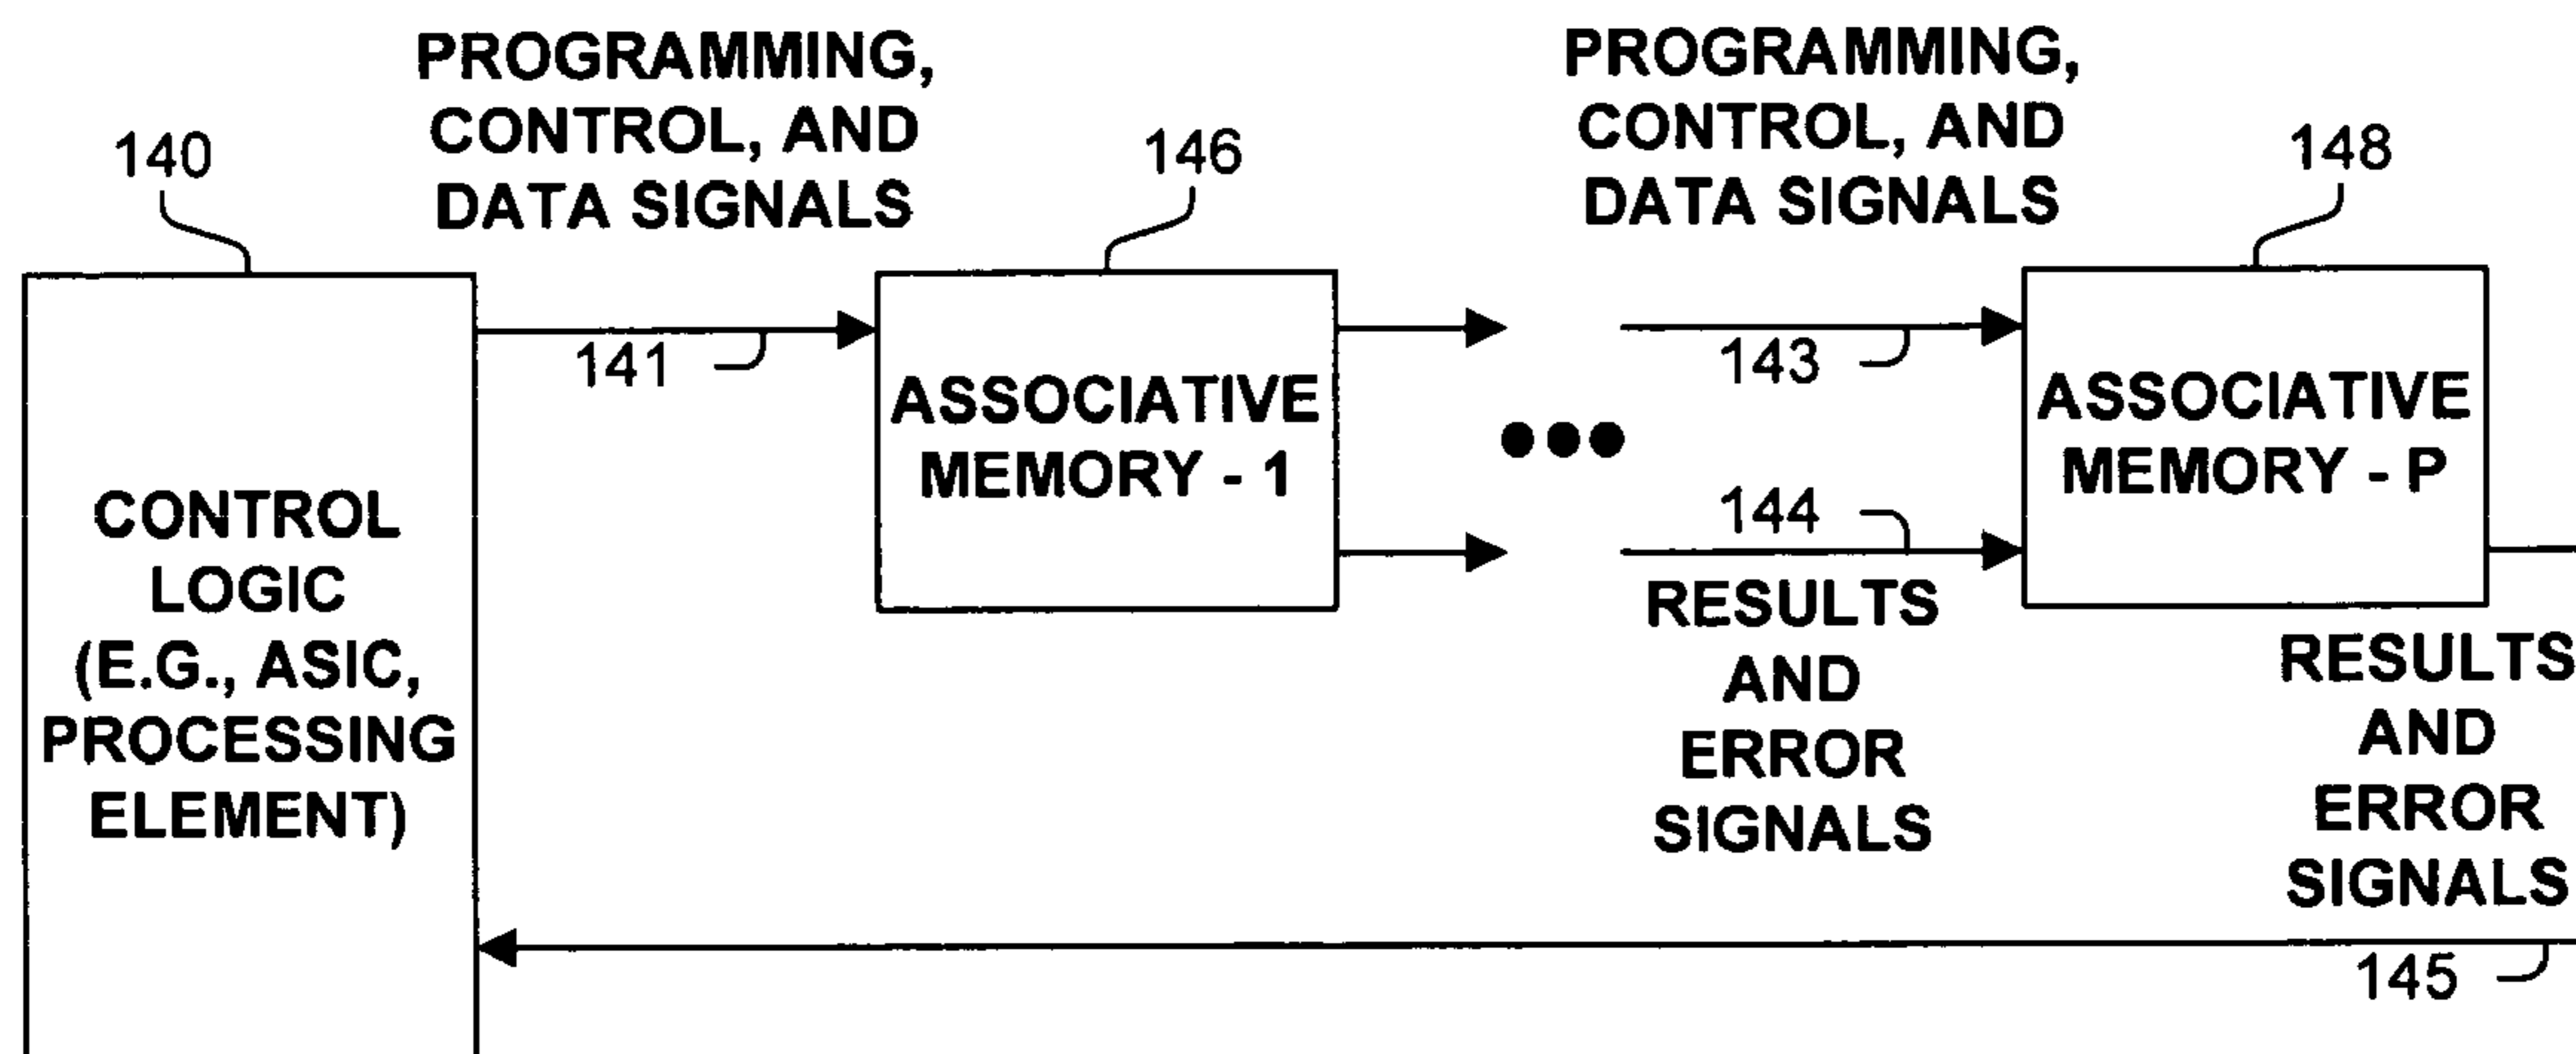 PROGRAMMING,
CONTROL, AND
DATA SIGNALS
PROGRAMMING,
CONTROL, AND
DATA SIGNALS
140
146
148
141
143
ASSOCIATIVE
MEMORY - 1
ASSOCIATIVE
MEMORY - P
144
CONTROL
LOGIC
(E.G., ASIC,
PROCESSING
ELEMENT)
RESULTS
AND
ERROR
SIGNALS
RESULTS
AND
ERROR
SIGNALS
145